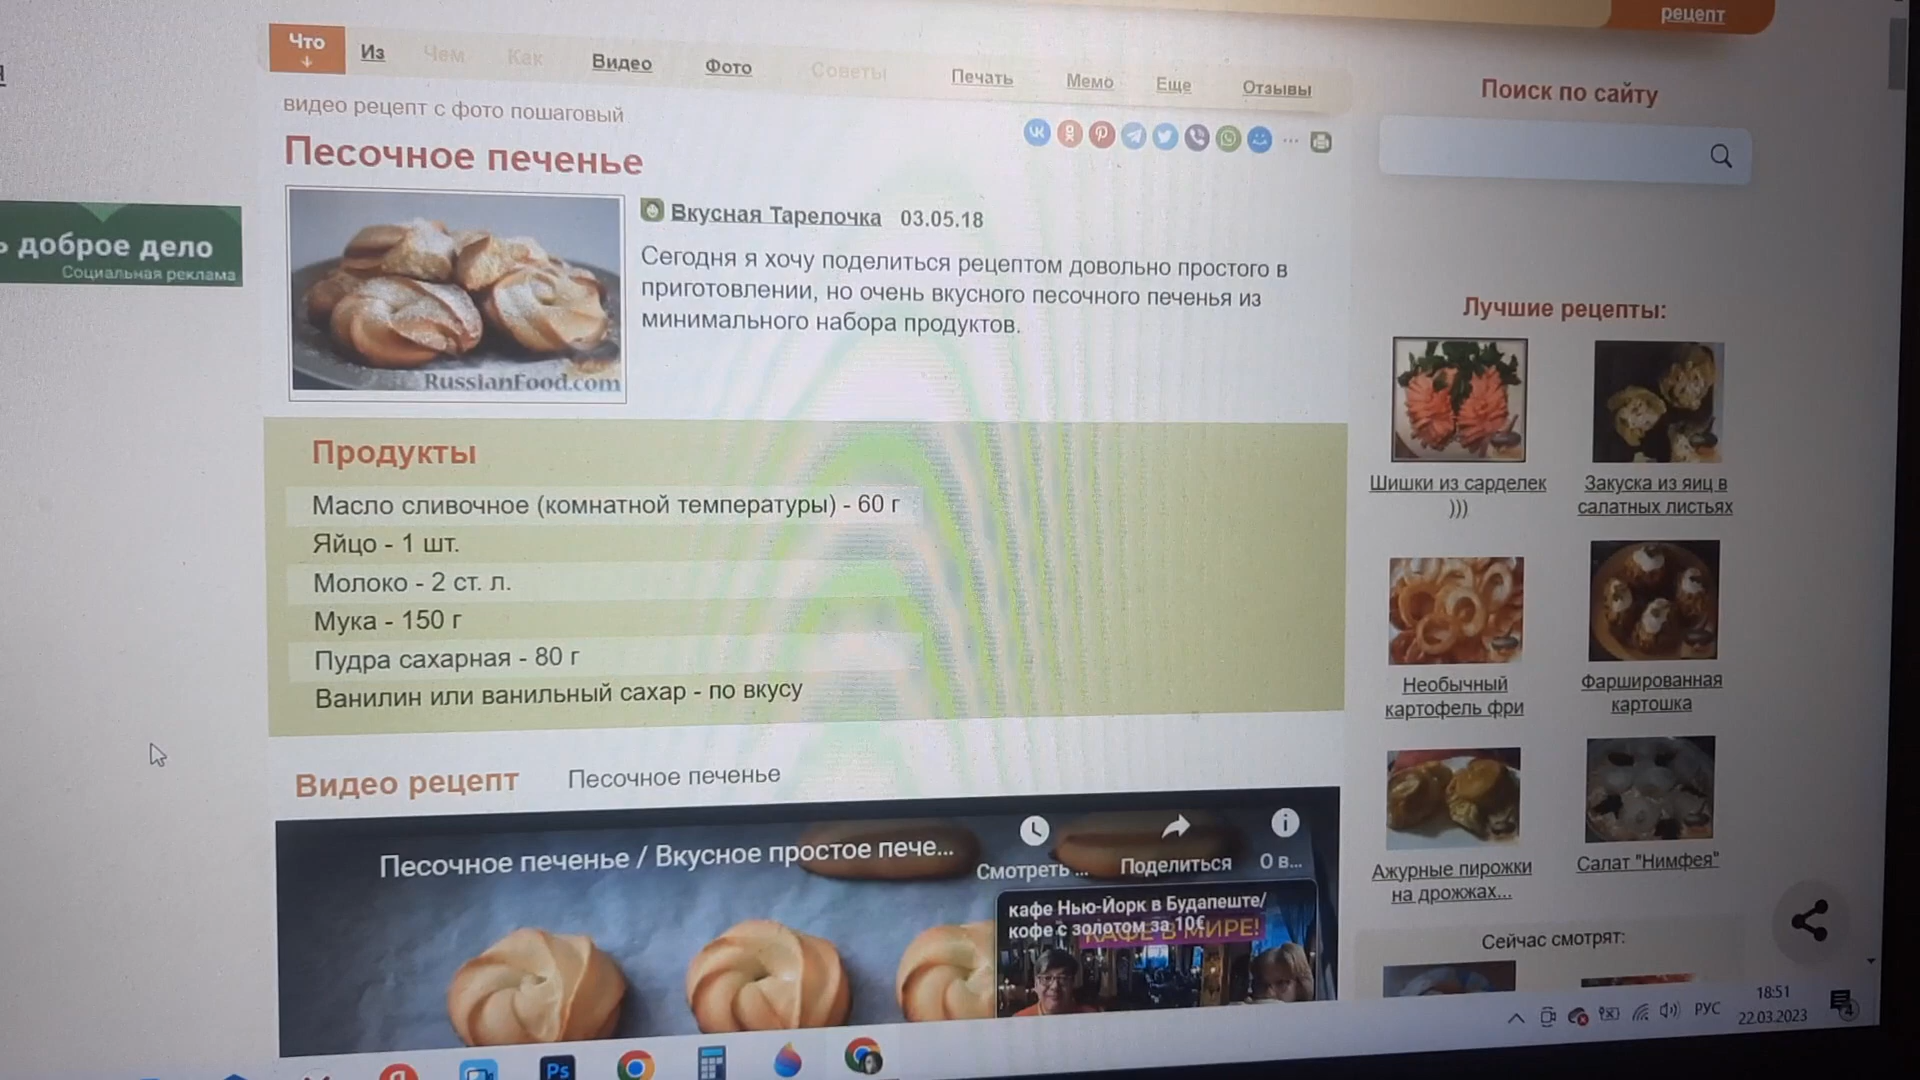 рецепт
Что
Из
Чем
Как
Видео
Фото
Советы
Печать
Мемо
Еще
Отзывы
видео рецепт с фото пошаговый
Песочное печенье
RussianFood.com
Вкусная Тарелочка 03.05.18
Сегодня я хочу поделиться рецептом довольно простого в
приготовлении, но очень вкусного песочного печенья из
минимального набора продуктов.
доброе дело
Социальная реклама
Продукты
Масло сливочное (комнатной температуры) - 60 г
Яйцо - 1 шт.
Молоко - 2 ст. л.
Мука - 150 г
Пудра сахарная - 80 г
Ванилин или ванильный сахар - по вкусу
Видео рецепт
Песочное печенье
Песочное печенье / Вкусное простое пече...
Смотреть ...
Поделиться
О в...
кафе Нью-Йорк в Будапеште/
кофе с золотом за 10€
КАФЕ В МИРЕ!
Поиск по сайту
Лучшие рецепты:
Шишки из сарделек
)))
Закуска из яиц в
салатных листьях
Необычный
картофель фри
Фаршированная
картошка
Ажурные пирожки
на дрожжах...
Салат "Нимфея"
Сейчас смотрят:
Ps
РУС
18:51
22.03.2023
4